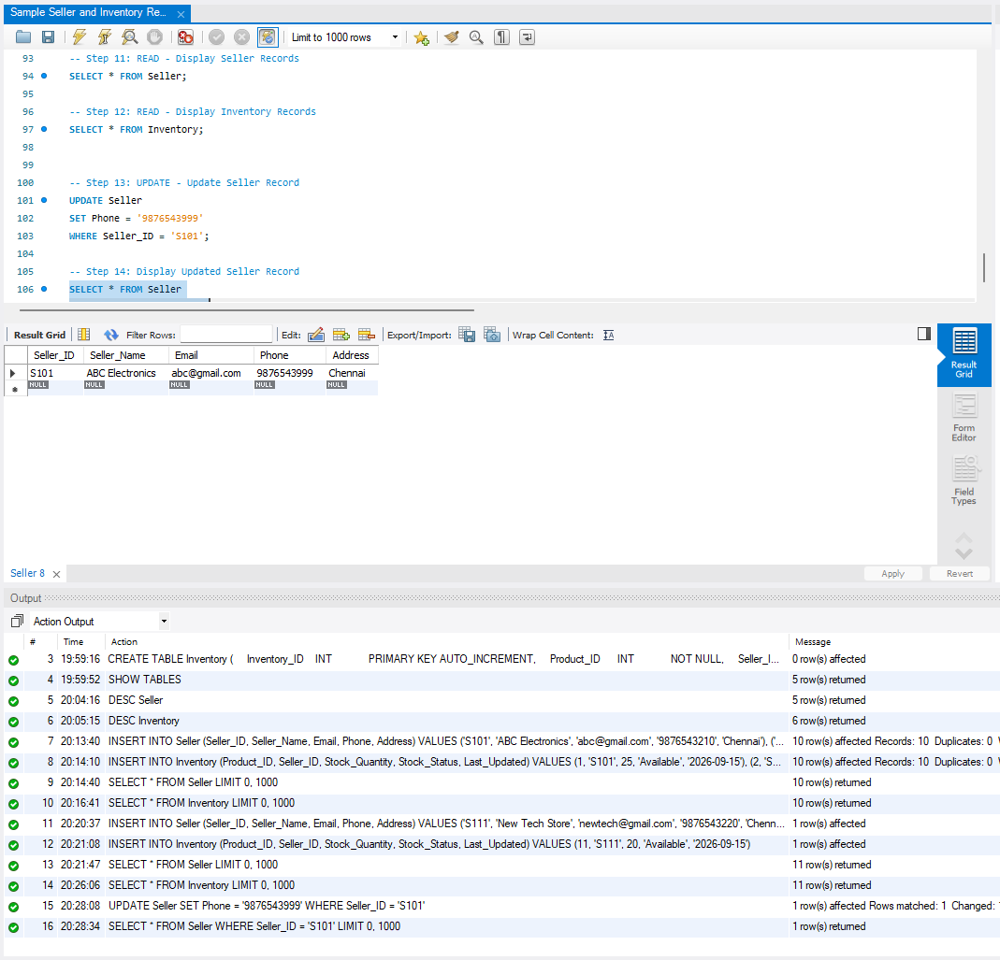 Sample Seller and Inventory Re...
Limit to 1000 rows
93 -- Step 11: READ - Display Seller Records
94 SELECT * FROM Seller;
95
96 -- Step 12: READ - Display Inventory Records
97 SELECT * FROM Inventory;
98
99
100 -- Step 13: UPDATE - Update Seller Record
101 UPDATE Seller
102 SET Phone = '9876543999'
103 WHERE Seller_ID = 'S101';
104
105 -- Step 14: Display Updated Seller Record
106 SELECT * FROM Seller
Result Grid Filter Rows: Edit: Export/Import: Wrap Cell Content:
Seller_ID Seller_Name Email Phone Address
S101 ABC Electronics abc@gmail.com 9876543999 Chennai
NULL NULL NULL NULL NULL
Result Grid
Form Editor
Field Types
Seller 8 Apply Revert
Output
Action Output
# Time Action Message
3 19:59:16 CREATE TABLE Inventory ( Inventory_ID INT PRIMARY KEY AUTO_INCREMENT, Product_ID INT NOT NULL, Seller_I... 0 row(s) affected
4 19:59:52 SHOW TABLES 5 row(s) returned
5 20:04:16 DESC Seller 5 row(s) returned
6 20:05:15 DESC Inventory 6 row(s) returned
7 20:13:40 INSERT INTO Seller (Seller_ID, Seller_Name, Email, Phone, Address) VALUES ('S101', 'ABC Electronics', 'abc@gmail.com', '9876543210', 'Chennai'), ('... 10 row(s) affected Records: 10 Duplicates: 0
8 20:14:10 INSERT INTO Inventory (Product_ID, Seller_ID, Stock_Quantity, Stock_Status, Last_Updated) VALUES (1, 'S101', 25, 'Available', '2026-09-15'), (2, 'S... 10 row(s) affected Records: 10 Duplicates: 0
9 20:14:40 SELECT * FROM Seller LIMIT 0, 1000 10 row(s) returned
10 20:16:41 SELECT * FROM Inventory LIMIT 0, 1000 10 row(s) returned
11 20:20:37 INSERT INTO Seller (Seller_ID, Seller_Name, Email, Phone, Address) VALUES ('S111', 'New Tech Store', 'newtech@gmail.com', '9876543220', 'Chenn... 1 row(s) affected
12 20:21:08 INSERT INTO Inventory (Product_ID, Seller_ID, Stock_Quantity, Stock_Status, Last_Updated) VALUES (11, 'S111', 20, 'Available', '2026-09-15') 1 row(s) affected
13 20:21:47 SELECT * FROM Seller LIMIT 0, 1000 11 row(s) returned
14 20:26:06 SELECT * FROM Inventory LIMIT 0, 1000 11 row(s) returned
15 20:28:08 UPDATE Seller SET Phone = '9876543999' WHERE Seller_ID = 'S101' 1 row(s) affected Rows matched: 1 Changed:
16 20:28:34 SELECT * FROM Seller WHERE Seller_ID = 'S101' LIMIT 0, 1000 1 row(s) returned